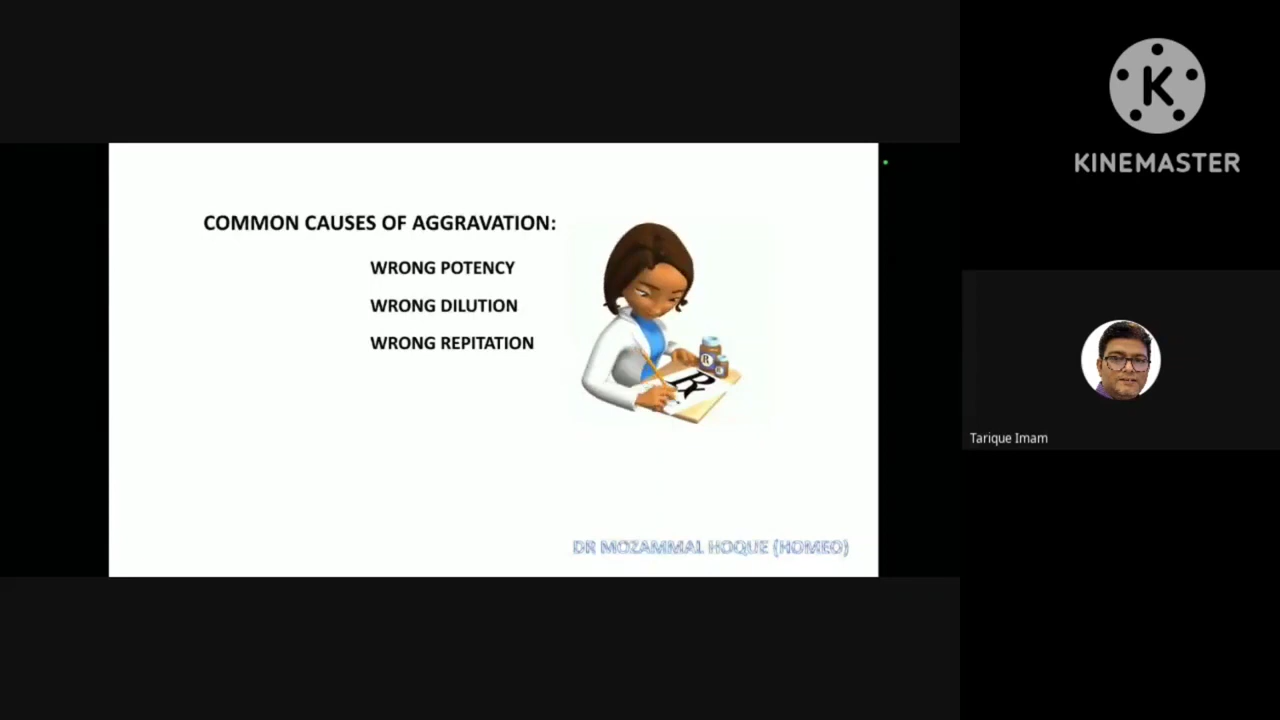 COMMON CAUSES OF AGGRAVATION:
WRONG POTENCY
WRONG DILUTION
WRONG REPITATION
DR MOZAMMAL HOQUE (HOMEO)
KINEMASTER
Tarique Imam